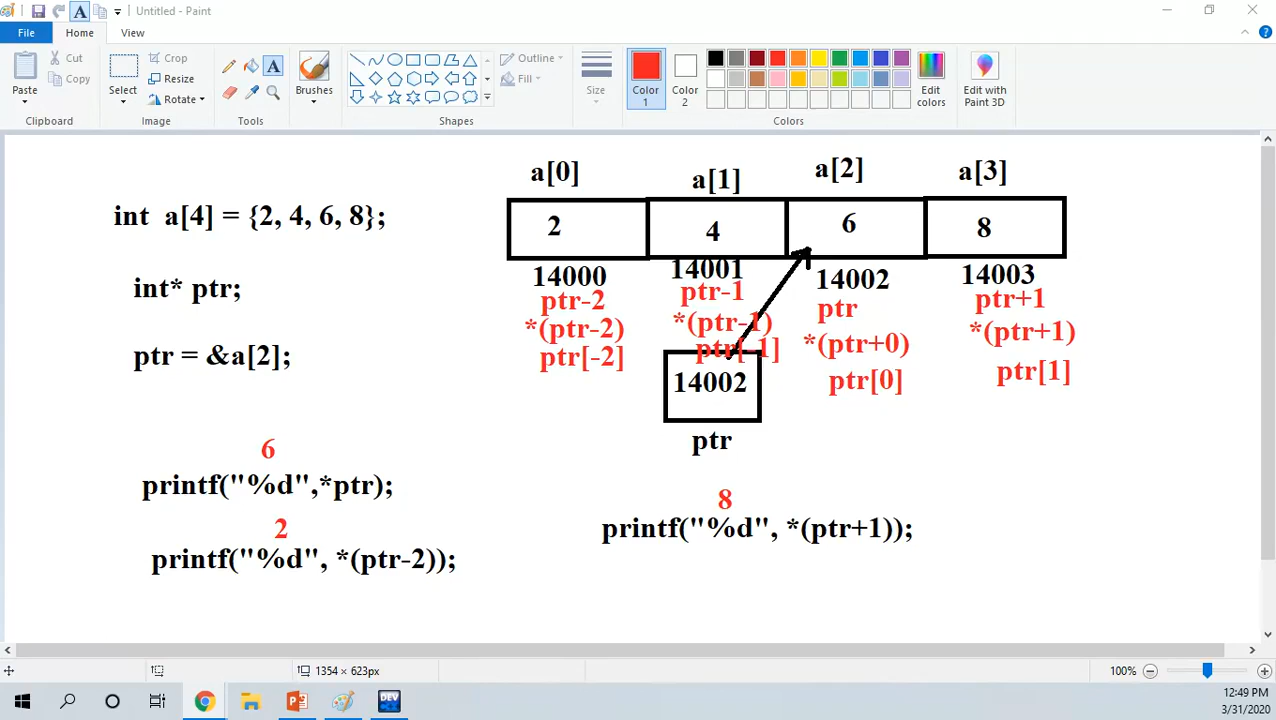 Untitled - Paint
File Home View
Paste
Cut
Copy
Clipboard
Select
Crop
Resize
Rotate
Image
Tools
Brushes
Shapes
Outline
Fill
Size
Color 1
Color 2
Colors
Edit colors
Edit with Paint 3D
a[0] a[1] a[2] a[3]
int a[4] = {2, 4, 6, 8};
2 4 6 8
14000 14001 14002 14003
int* ptr;
ptr-2 ptr-1 ptr ptr+1
*(ptr-2) *(ptr-1) *(ptr+0) *(ptr+1)
ptr = &a[2];
ptr[-2] ptr[-1] ptr[0] ptr[1]
14002
ptr
6
printf("%d",*ptr);
8
printf("%d", *(ptr+1));
2
printf("%d", *(ptr-2));
1354 × 623px
100%
DEV
12:49 PM
3/31/2020